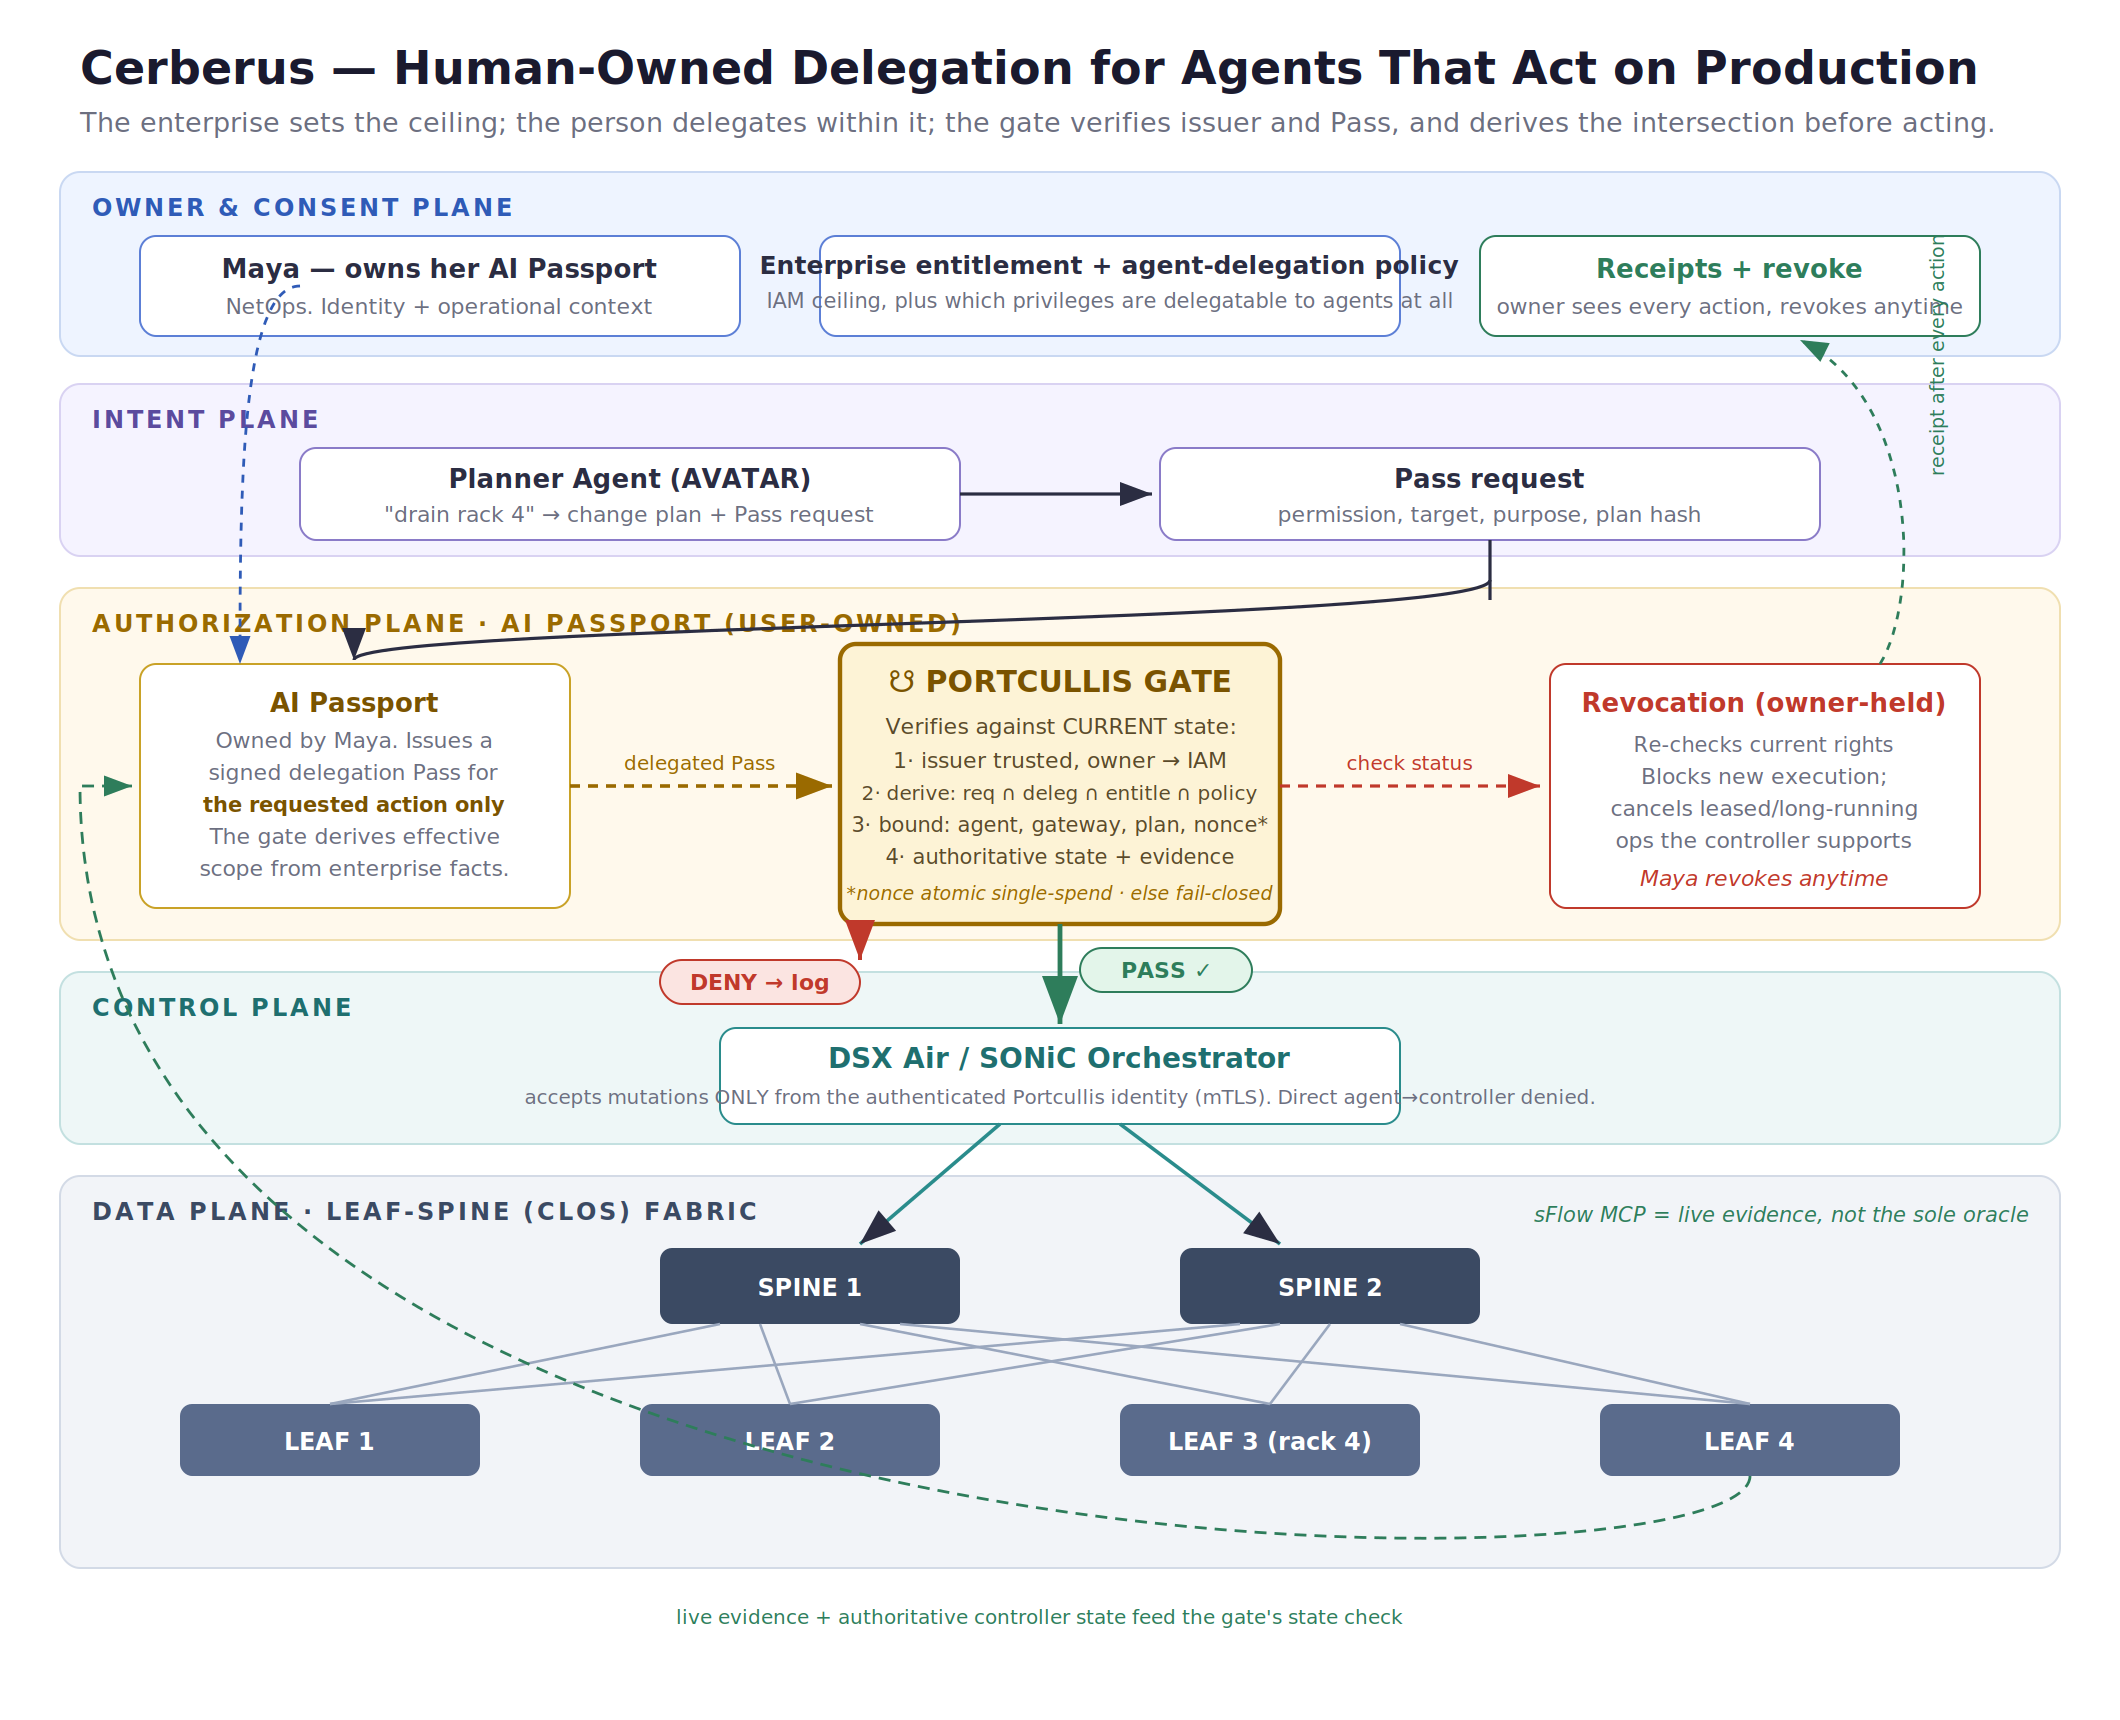 Cerberus — Human-Owned Delegation for Agents That Act on Production
The enterprise sets the ceiling; the person delegates within it; the gate verifies issuer and Pass, and derives the intersection before acting.
OWNER & CONSENT PLANE
Maya — owns her AI Passport
NetOps. Identity + operational context
Enterprise entitlement + agent-delegation policy
IAM ceiling, plus which privileges are delegatable to agents at all
Receipts + revoke
owner sees every action, revokes anytime
receipt after every action
INTENT PLANE
Planner Agent (AVATAR)
"drain rack 4" → change plan + Pass request
Pass request
permission, target, purpose, plan hash
AUTHORIZATION PLANE · AI PASSPORT (USER-OWNED)
AI Passport
Owned by Maya. Issues a
signed delegation Pass for
the requested action only
The gate derives effective
scope from enterprise facts.
delegated Pass
☋ PORTCULLIS GATE
Verifies against CURRENT state:
1· issuer trusted, owner → IAM
2· derive: req ∩ deleg ∩ entitle ∩ policy
3· bound: agent, gateway, plan, nonce*
4· authoritative state + evidence
*nonce atomic single-spend · else fail-closed
check status
Revocation (owner-held)
Re-checks current rights
Blocks new execution;
cancels leased/long-running
ops the controller supports
Maya revokes anytime
DENY → log
PASS ✓
CONTROL PLANE
DSX Air / SONiC Orchestrator
accepts mutations ONLY from the authenticated Portcullis identity (mTLS). Direct agent→controller denied.
DATA PLANE · LEAF-SPINE (CLOS) FABRIC
sFlow MCP = live evidence, not the sole oracle
SPINE 1
SPINE 2
LEAF 1
LEAF 2
LEAF 3 (rack 4)
LEAF 4
live evidence + authoritative controller state feed the gate's state check